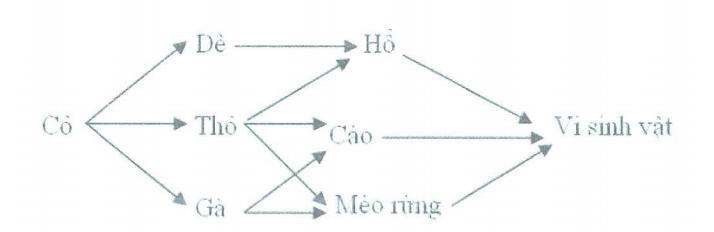 Dê
Hổ
Cỏ
Thỏ
Cáo
Vi sinh vật
Gà
Mèo rừng